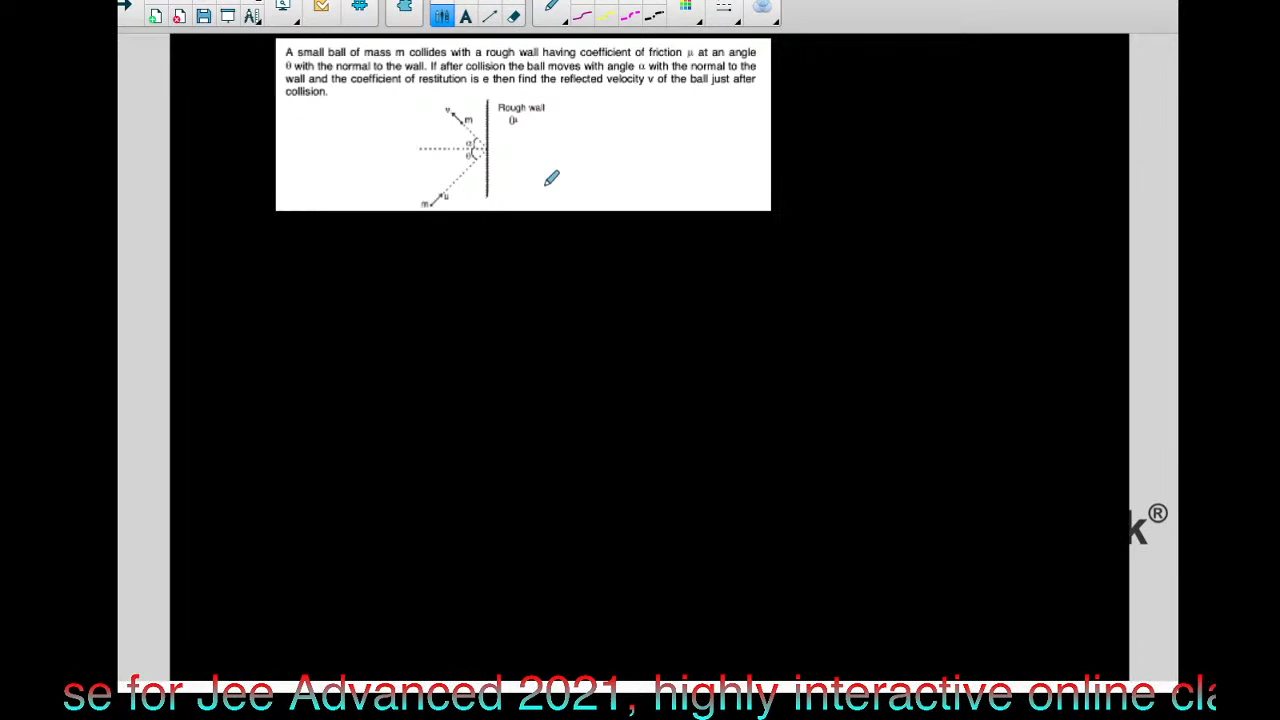 A small ball of mass m collides with a rough wall having coefficient of friction μ at an angle
θ with the normal to the wall. If after collision the ball moves with angle α with the normal to the
wall and the coefficient of restitution is e then find the reflected velocity v of the ball just after
collision.
v
m
Rough wall
α
θ
u
m
k®
se for Jee Advanced 2021, highly interactive online cla